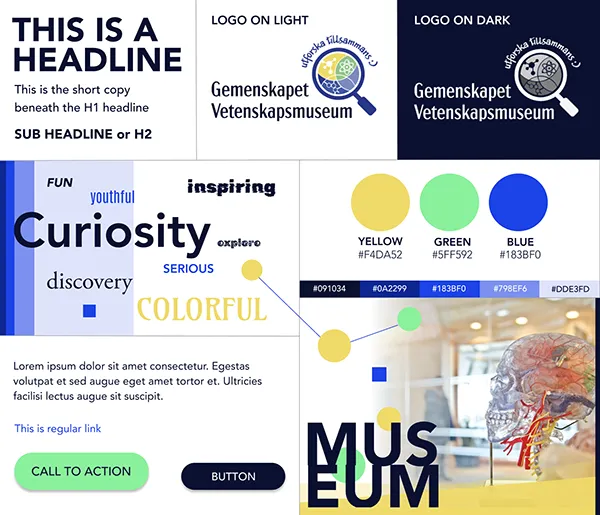 THIS IS A
HEADLINE
This is the short copy
beneath the H1 headline
SUB HEADLINE or H2
LOGO ON LIGHT
utforska tillsammans :)
Gemenskapet
Vetenskapsmuseum
LOGO ON DARK
utforska tillsammans :)
Gemenskapet
Vetenskapsmuseum
FUN
youthful
inspiring
Curiosity
explore
SERIOUS
discovery
COLORFUL
YELLOW
#F4DA52
GREEN
#5FF592
BLUE
#183BF0
#091034
#0A2299
#183BF0
#798EF6
#DDE3FD
Lorem ipsum dolor sit amet consectetur. Egestas
volutpat et sed augue eget amet tortor et. Ultricies
facilisi lectus augue sit suscipit.
This is regular link
CALL TO ACTION
BUTTON
MUS
EUM